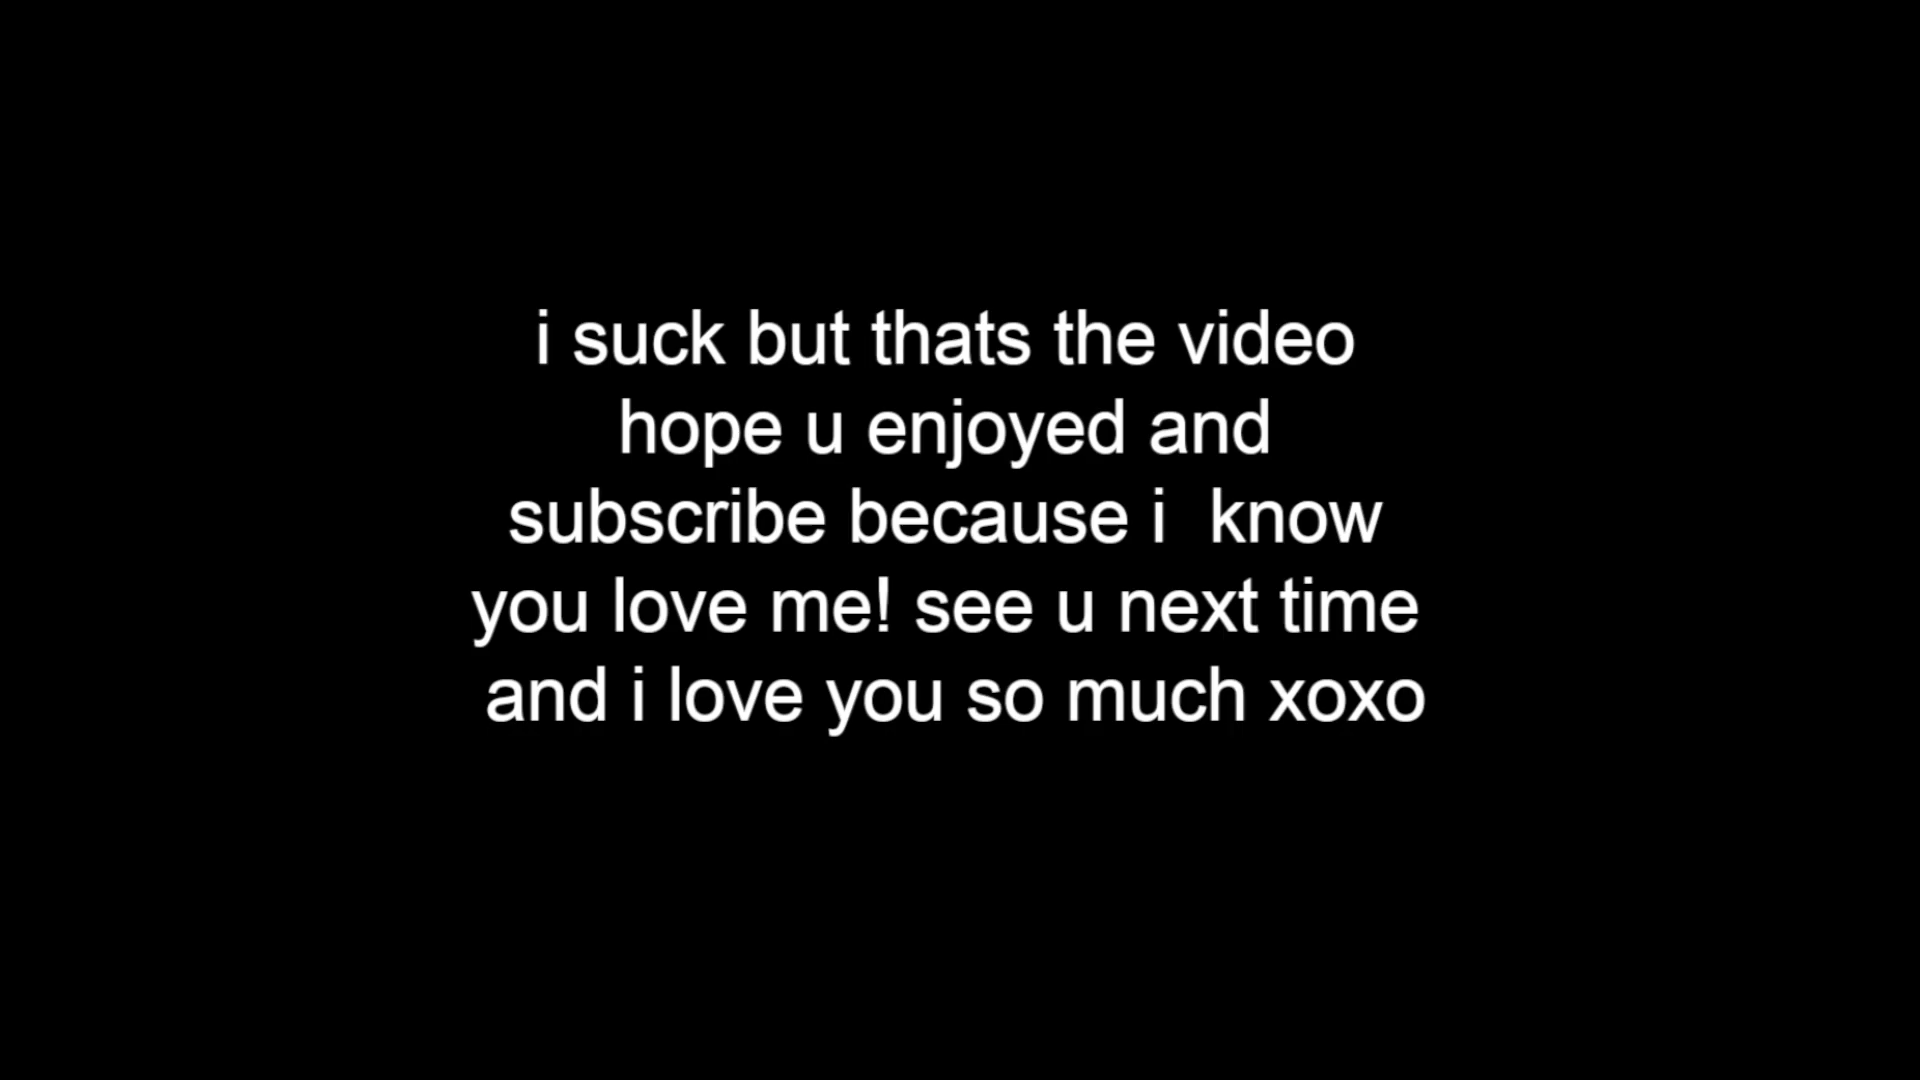 i suck but thats the video
hope u enjoyed and
subscribe because i  know
you love me! see u next time
and i love you so much xoxo